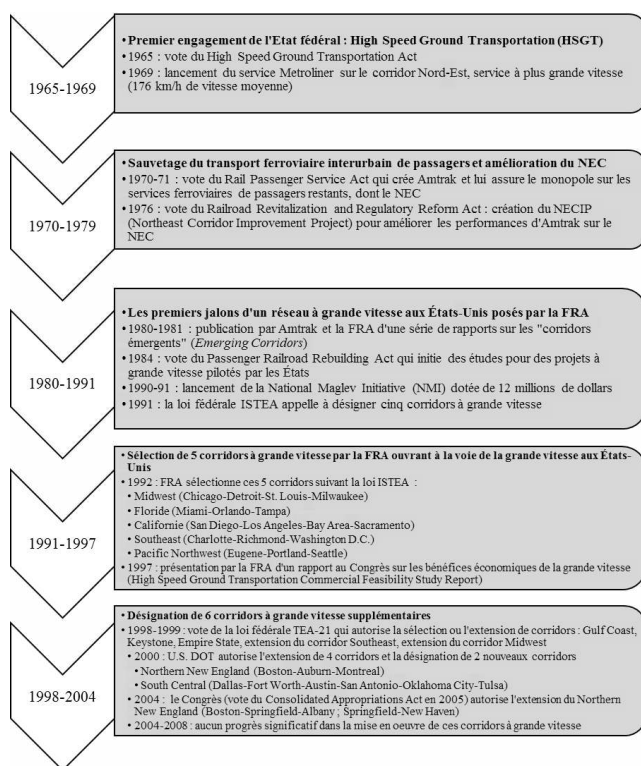 1965-1969
• Premier engagement de l'Etat fédéral : High Speed Ground Transportation (HSGT)
• 1965 : vote du High Speed Ground Transportation Act
• 1969 : lancement du service Metroliner sur le corridor Nord-Est, service à plus grande vitesse
(176 km/h de vitesse moyenne)
1970-1979
• Sauvetage du transport ferroviaire interurbain de passagers et amélioration du NEC
• 1970-71 : vote du Rail Passenger Service Act qui crée Amtrak et lui assure le monopole sur les
services ferroviaires de passagers restants, dont le NEC
• 1976 : vote du Railroad Revitalization and Regulatory Reform Act : création du NECIP
(Northeast Corridor Improvement Project) pour améliorer les performances d'Amtrak sur le
NEC
1980-1991
• Les premiers jalons d'un réseau à grande vitesse aux États-Unis posés par la FRA
• 1980-1981 : publication par Amtrak et la FRA d'une série de rapports sur les "corridors
émergents" (Emerging Corridors)
• 1984 : vote du Passenger Railroad Rebuilding Act qui initie des études pour des projets à
grande vitesse pilotés par les États
• 1990-91 : lancement de la National Maglev Initiative (NMI) dotée de 12 millions de dollars
• 1991 : la loi fédérale ISTEA appelle à désigner cinq corridors à grande vitesse
1991-1997
• Sélection de 5 corridors à grande vitesse par la FRA ouvrant à la voie de la grande vitesse aux États-
Unis
• 1992 : FRA sélectionne ces 5 corridors suivant la loi ISTEA :
• Midwest (Chicago-Detroit-St. Louis-Milwaukee)
• Floride (Miami-Orlando-Tampa)
• Californie (San Diego-Los Angeles-Bay Area-Sacramento)
• Southeast (Charlotte-Richmond-Washington D.C.)
• Pacific Northwest (Eugene-Portland-Seattle)
• 1997 : présentation par la FRA d'un rapport au Congrès sur les bénéfices économiques de la grande vitesse
(High Speed Ground Transportation Commercial Feasibility Study Report)
1998-2004
• Désignation de 6 corridors à grande vitesse supplémentaires
• 1998-1999 : vote de la loi fédérale TEA-21 qui autorise la sélection ou l'extension de corridors : Gulf Coast,
Keystone, Empire State, extension du corridor Southeast, extension du corridor Midwest
• 2000 : U.S. DOT autorise l'extension de 4 corridors et la désignation de 2 nouveaux corridors
• Northern New England (Boston-Auburn-Montreal)
• South Central (Dallas-Fort Worth-Austin-San Antonio-Oklahoma City-Tulsa)
• 2004 : le Congrès (vote du Consolidated Appropriations Act en 2005) autorise l'extension du Northern
New England (Boston-Springfield-Albany ; Springfield-New Haven)
• 2004-2008 : aucun progrès significatif dans la mise en oeuvre de ces corridors à grande vitesse